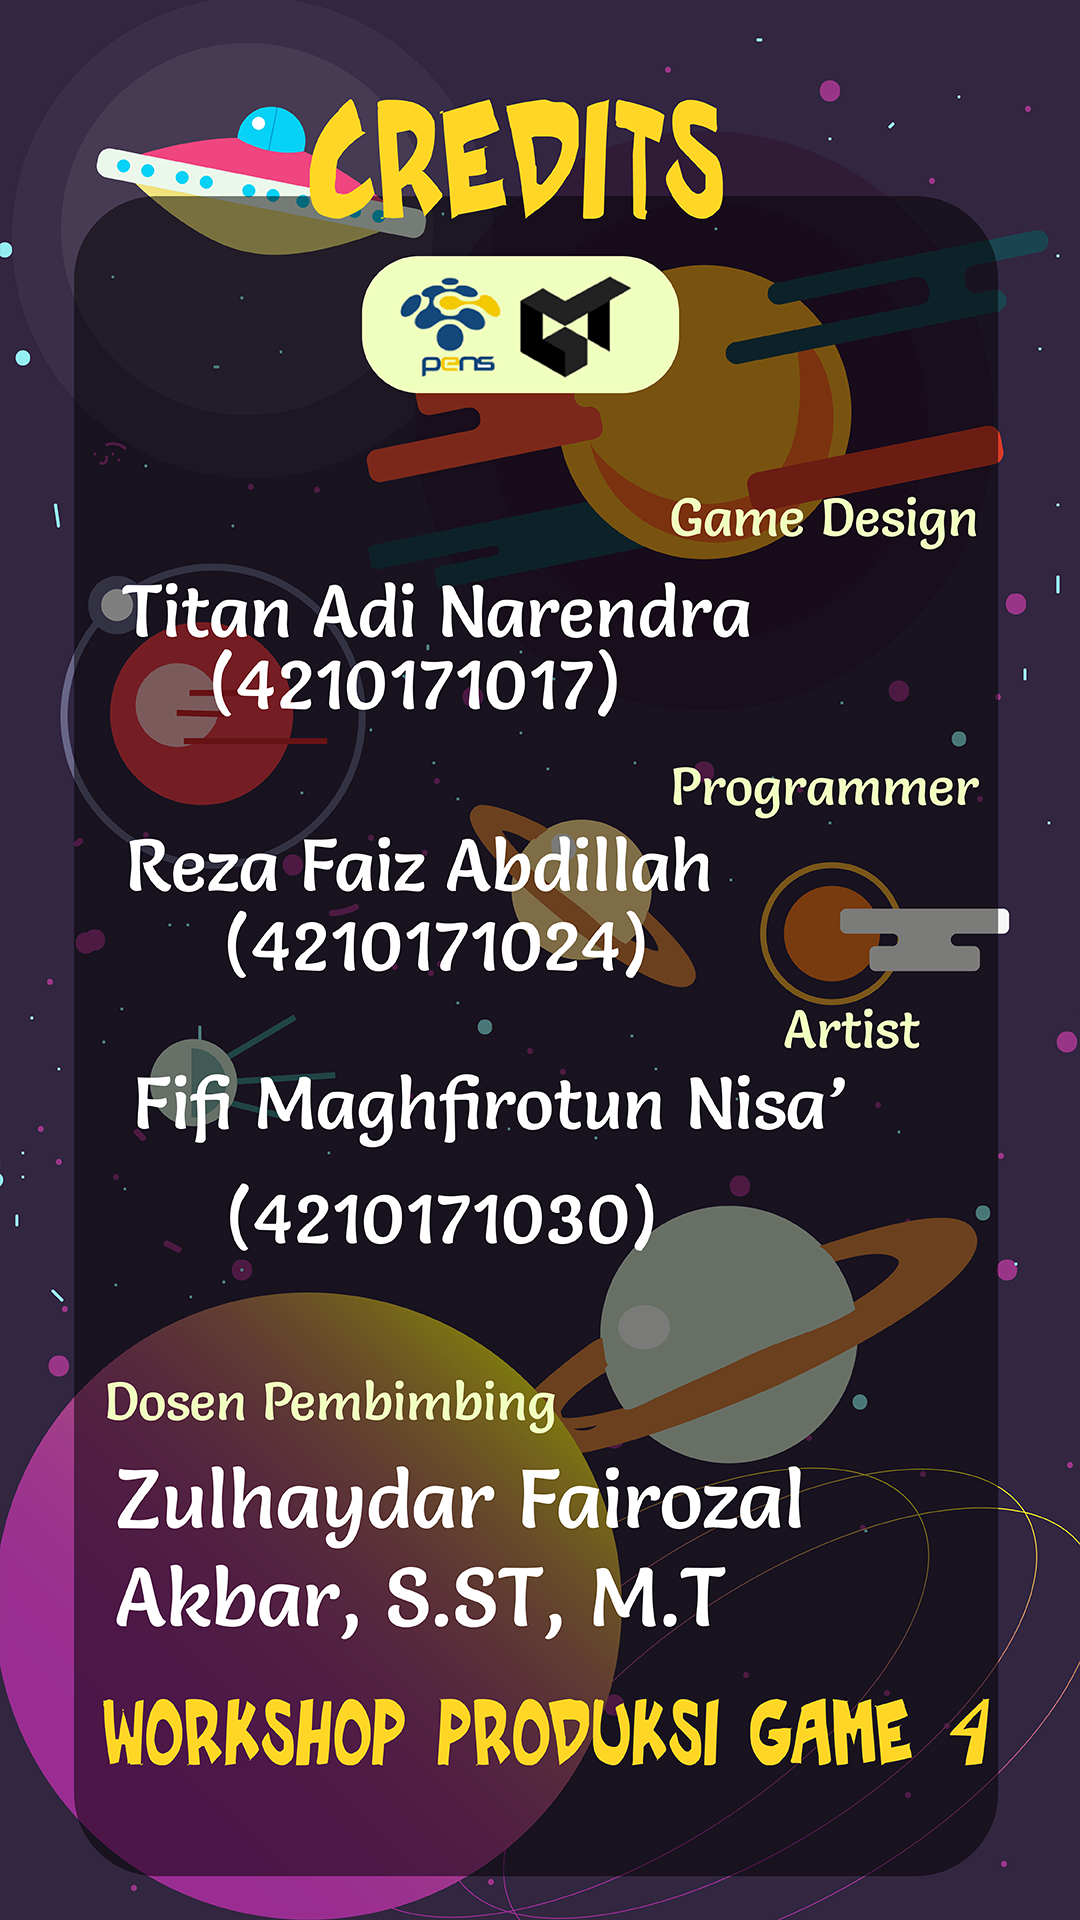 CREDITS
pens
Game Design
Titan Adi Narendra
(4210171017)
Programmer
Reza Faiz Abdillah
(4210171024)
Artist
Fifi Maghfirotun Nisa’
(4210171030)
Dosen Pembimbing
Zulhaydar Fairozal
Akbar, S.ST, M.T
WORKSHOP PRODUKSI GAME 4